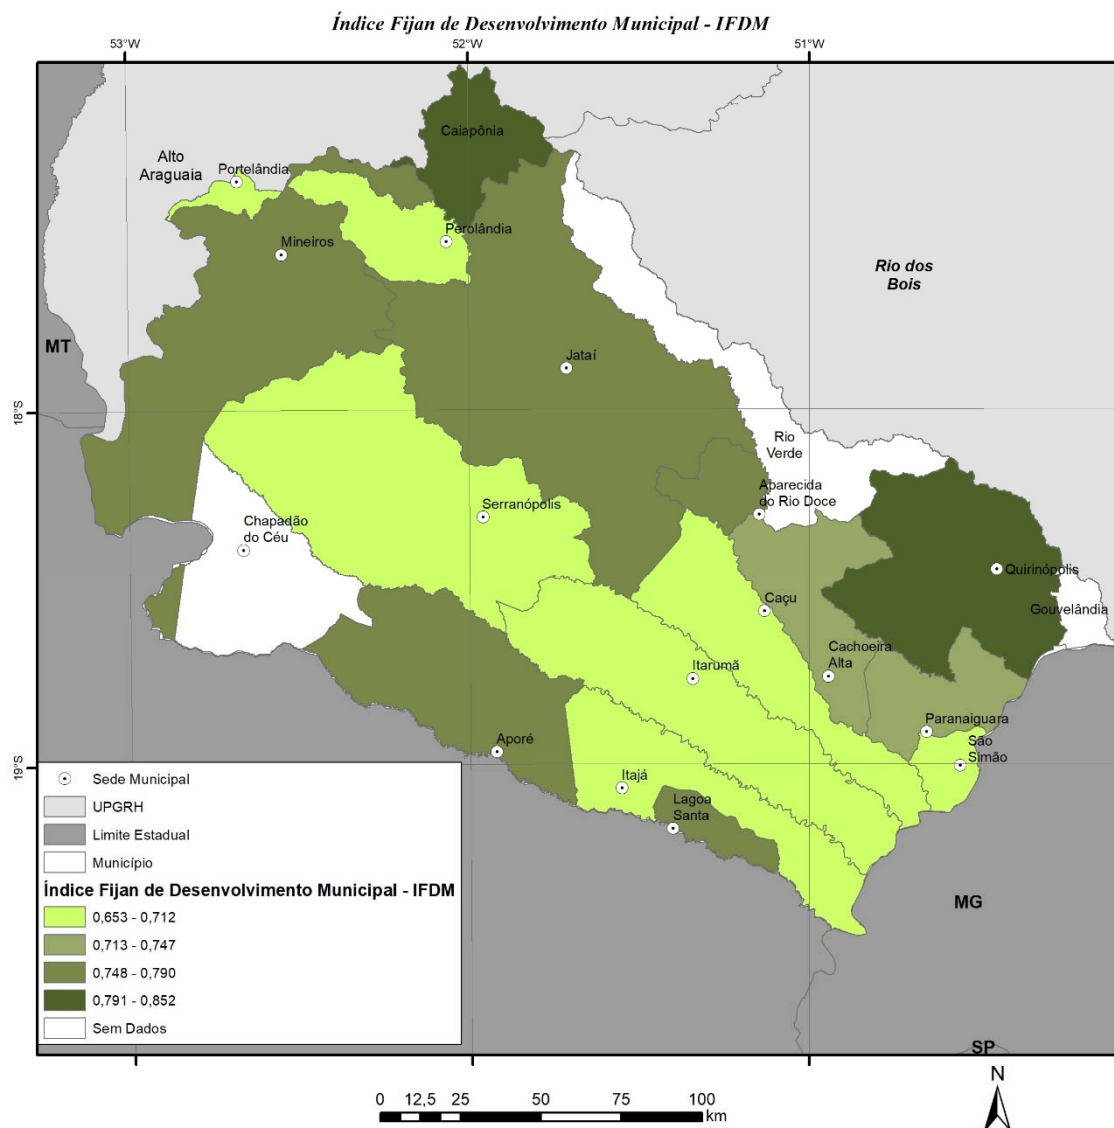 Índice Fijan de Desenvolvimento Municipal - IFDM
53°W
52°W
51°W
Caiapônia
Alto
Araguaia
Portelândia
Perolândia
Mineiros
Rio dos
Bois
MT
Jataí
18°S
Rio
Verde
Aparecida
do Rio Doce
Serranópolis
Chapadão
do Céu
Quirinópolis
Gouvelândia
Caçu
Cachoeira
Alta
Itarumã
Paranaiguara
São
Simão
Aporé
19°S
Itajá
Lagoa
Santa
Sede Municipal
UPGRH
Limite Estadual
Município
Índice Fijan de Desenvolvimento Municipal - IFDM
0,653 - 0,712
0,713 - 0,747
0,748 - 0,790
0,791 - 0,852
Sem Dados
MG
SP
N
0 12,5 25 50 75 100
km